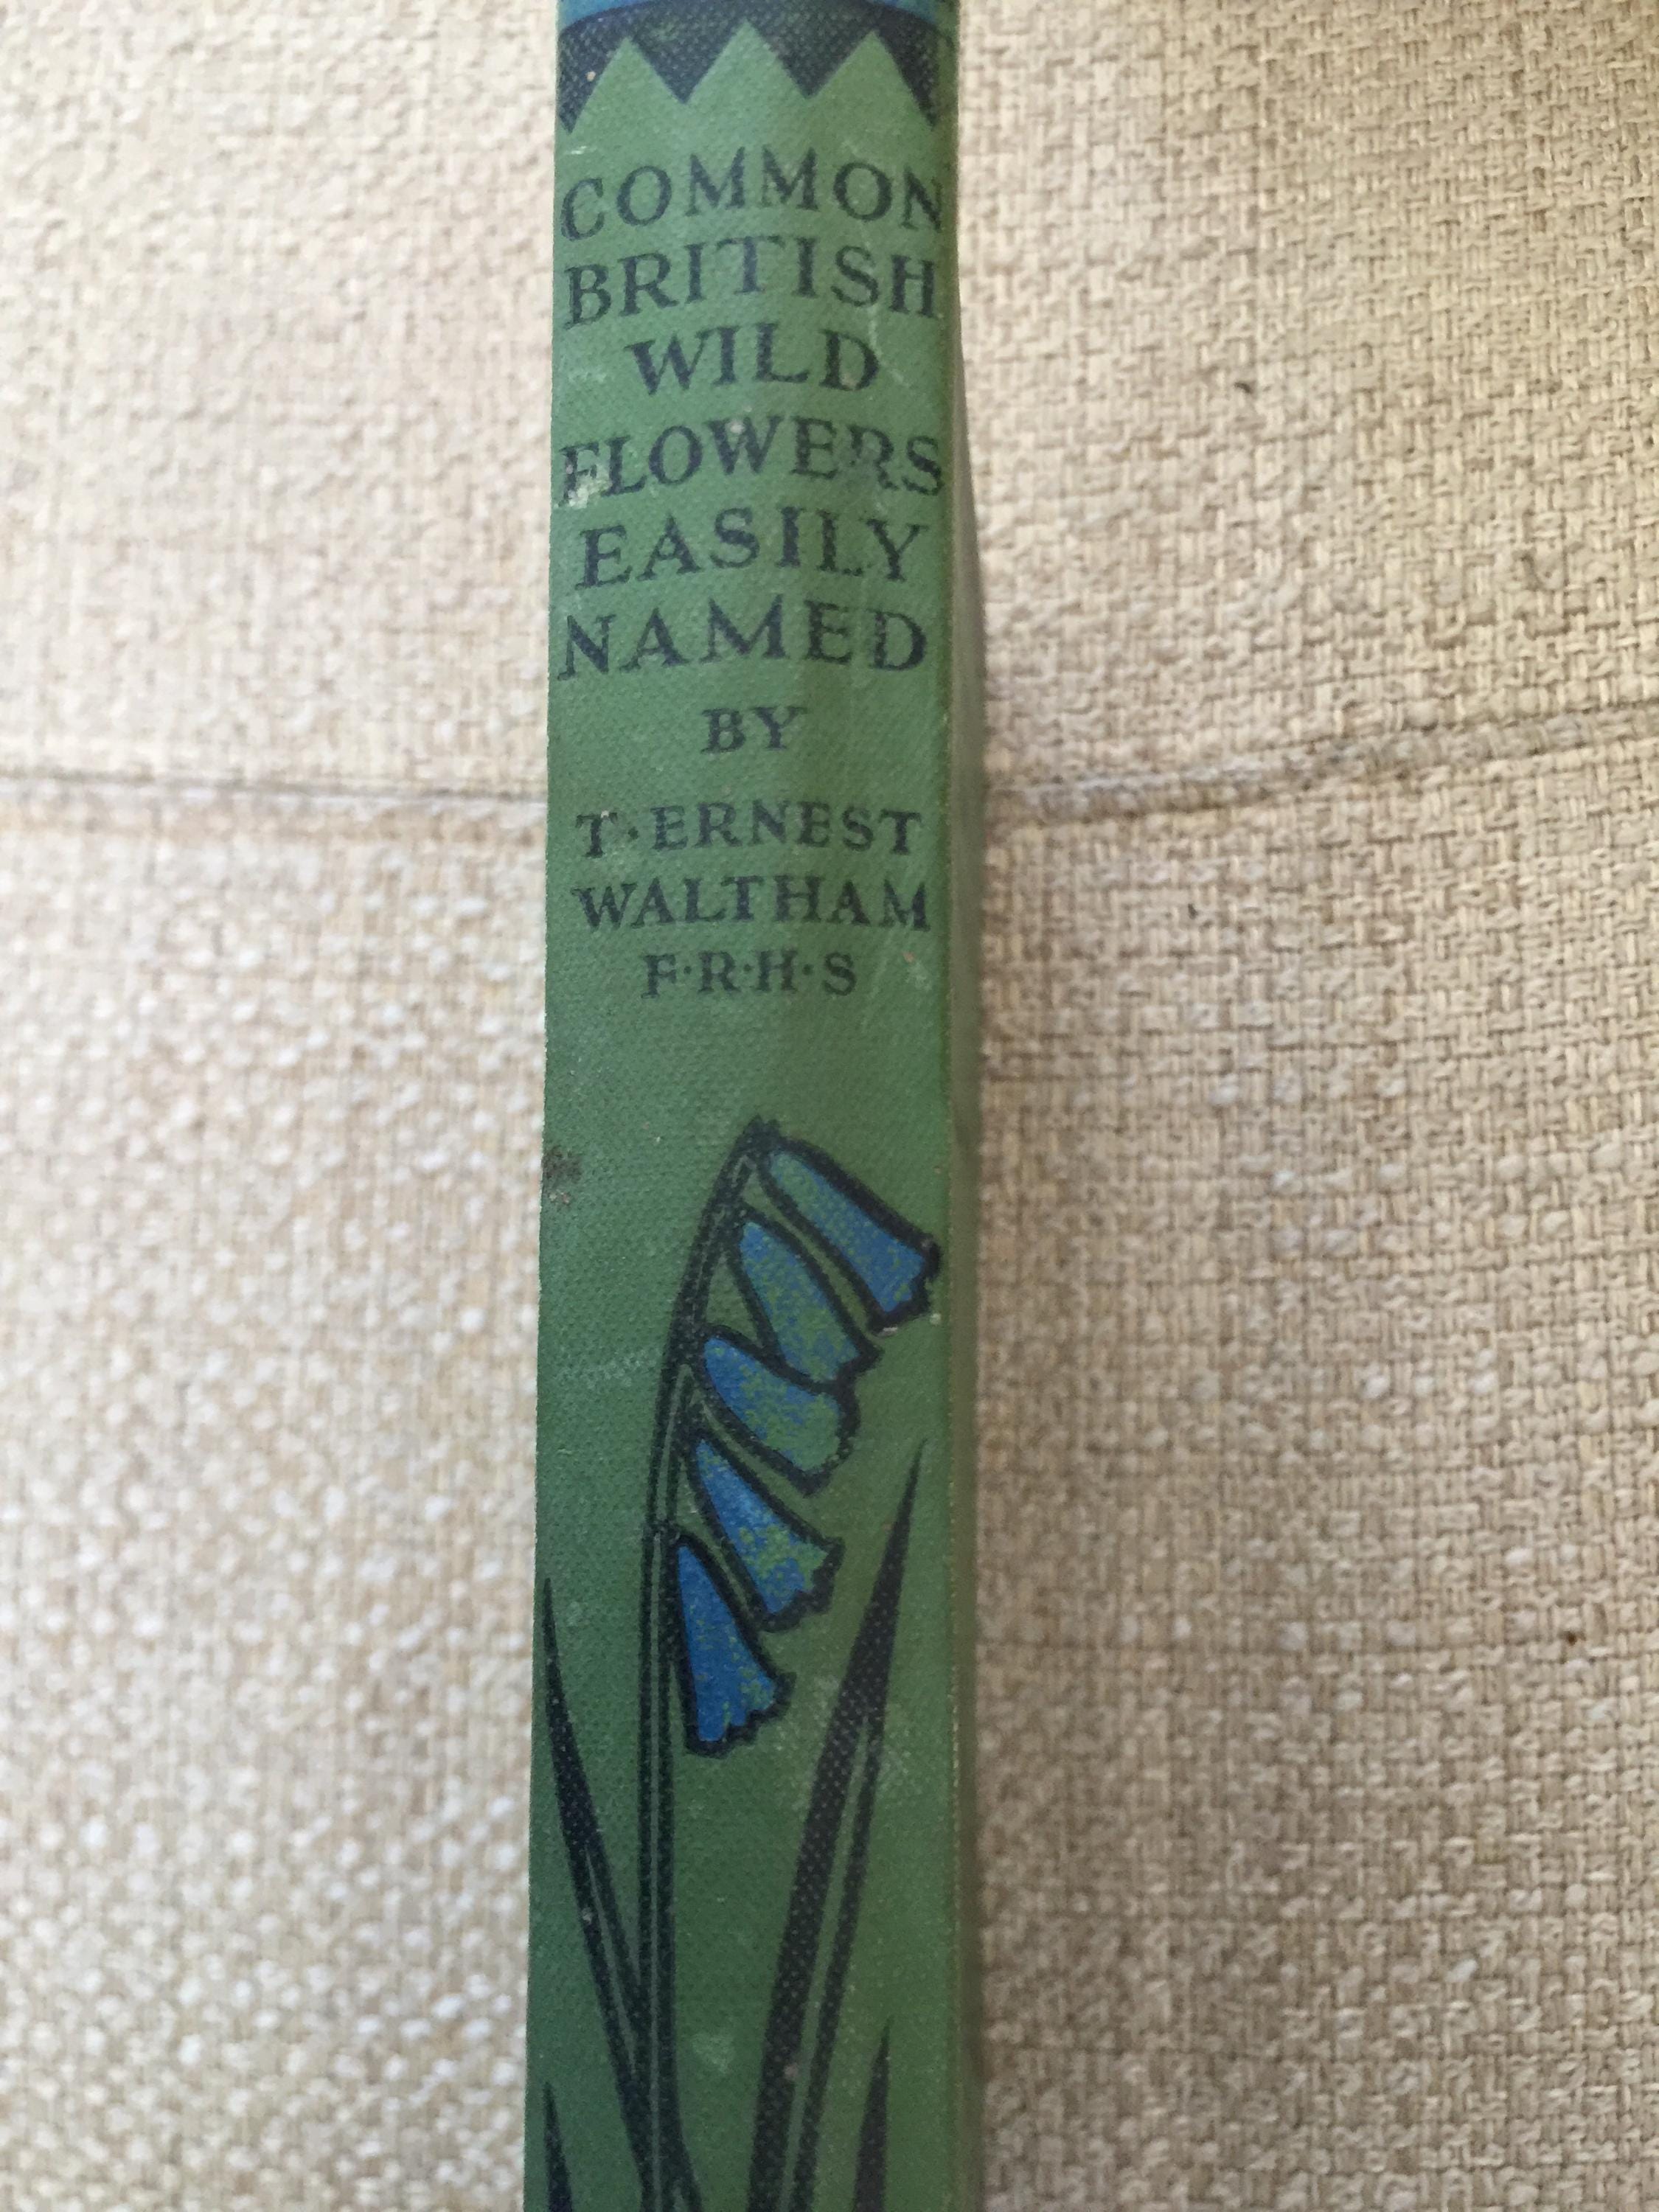 COMMON
BRITISH
WILD
FLOWERS
EASILY
NAMED
BY
T·ERNEST
WALTHAM
F·R·H·S